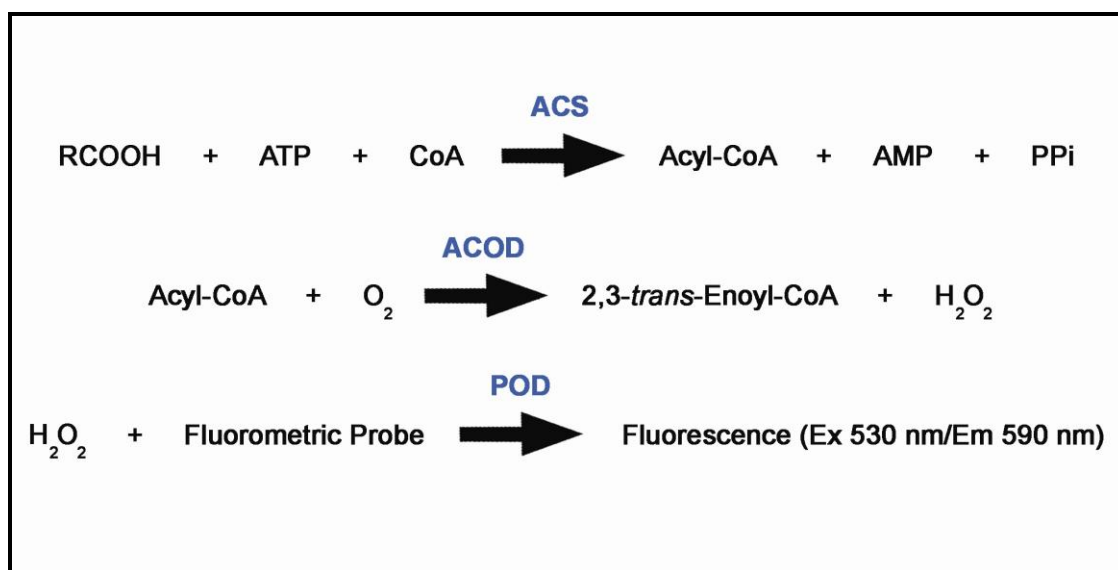 ACS
RCOOH + ATP + CoA Acyl-CoA + AMP + PPi
ACOD
Acyl-CoA + O₂ 2,3-trans-Enoyl-CoA + H₂O₂
POD
H₂O₂ + Fluorometric Probe Fluorescence (Ex 530 nm/Em 590 nm)